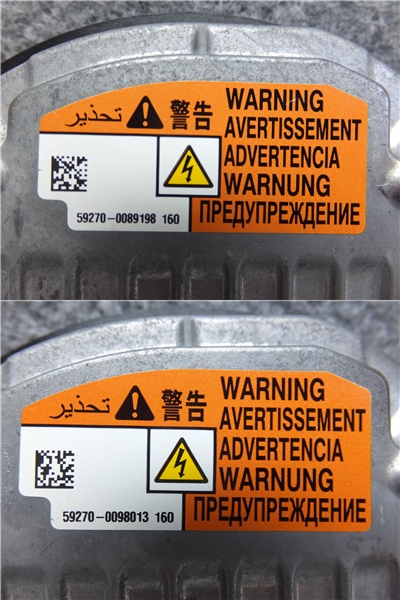 تحذير
警告
WARNING
AVERTISSEMENT
ADVERTENCIA
WARNUNG
ПРЕДУПРЕЖДЕНИЕ
59270-0089198 160
تحذير
警告
WARNING
AVERTISSEMENT
ADVERTENCIA
WARNUNG
ПРЕДУПРЕЖДЕНИЕ
59270-0098013 160